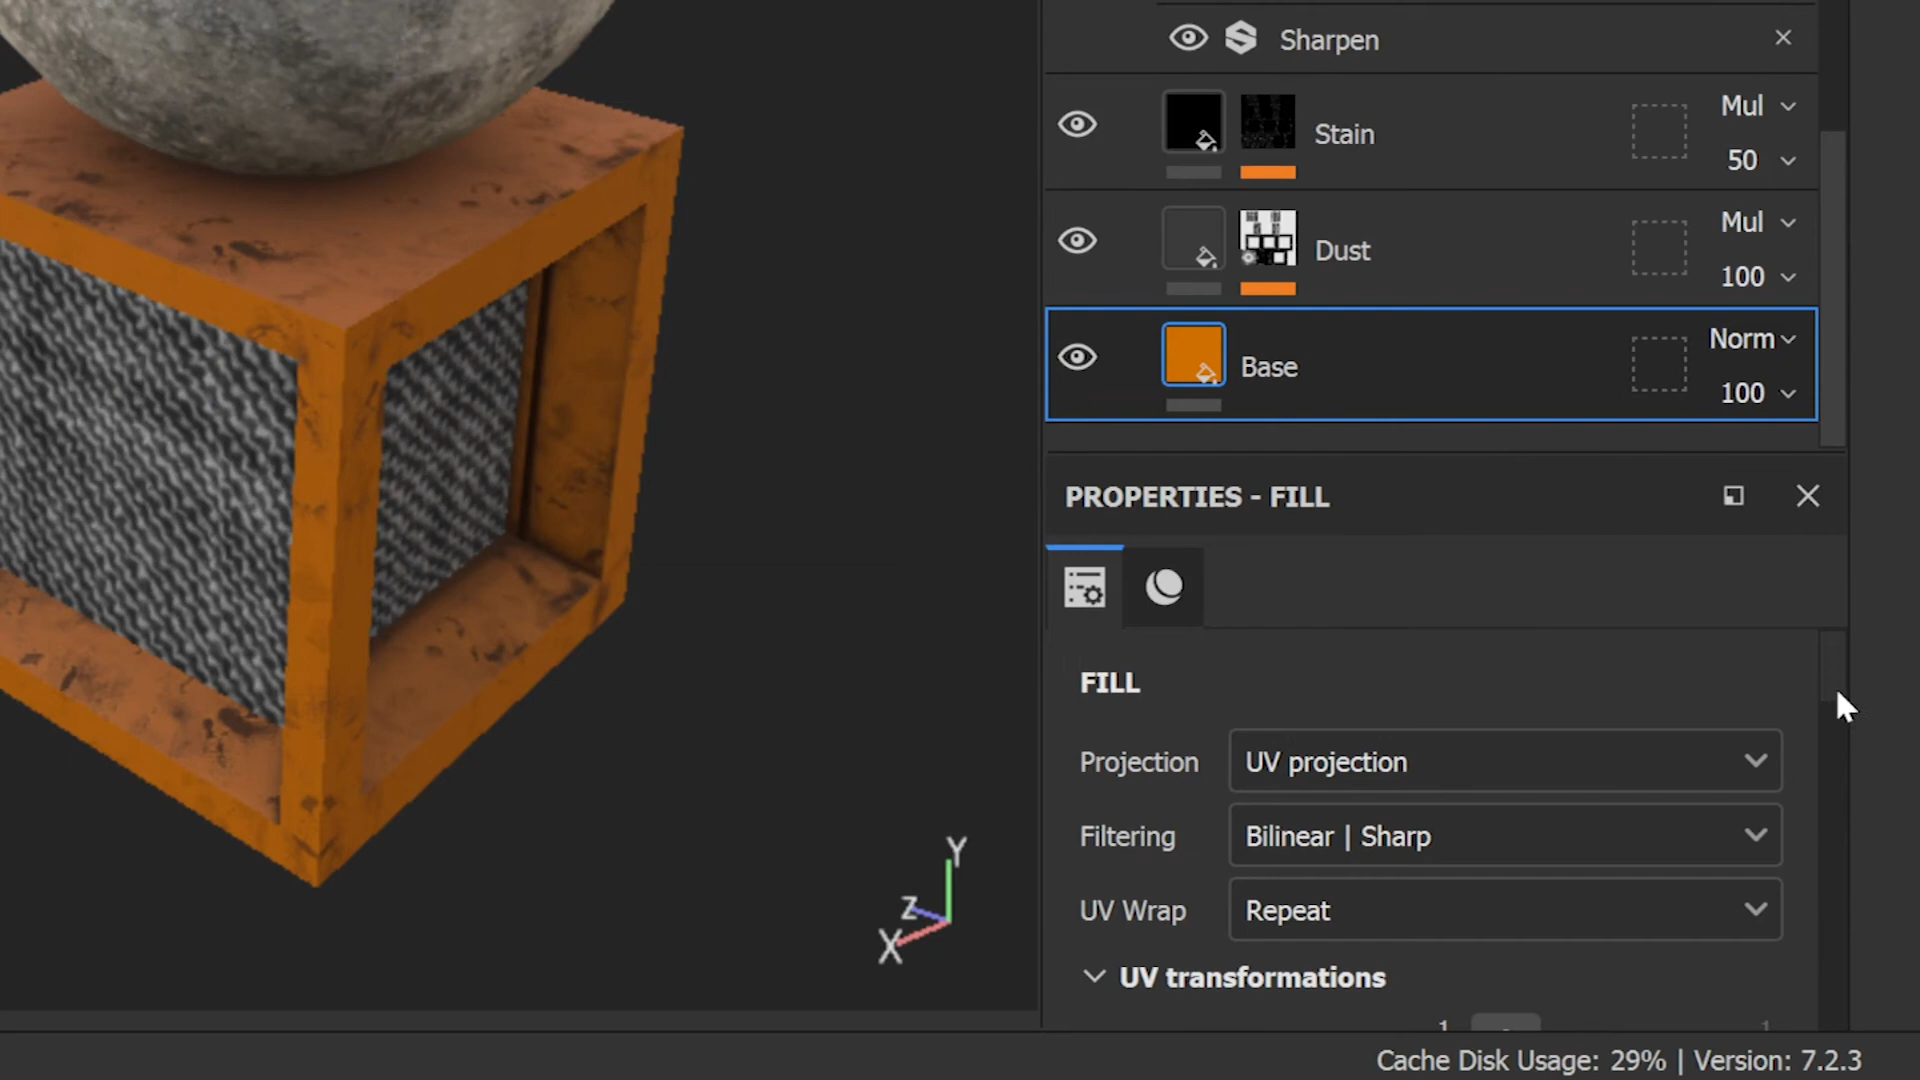 Sharpen
Mul
Stain
50
Mul
Dust
100
Norm
Base
100
PROPERTIES - FILL
FILL
Projection UV projection
Filtering Bilinear | Sharp
UV Wrap Repeat
UV transformations
Y
Z
X
Cache Disk Usage: 29% | Version: 7.2.3